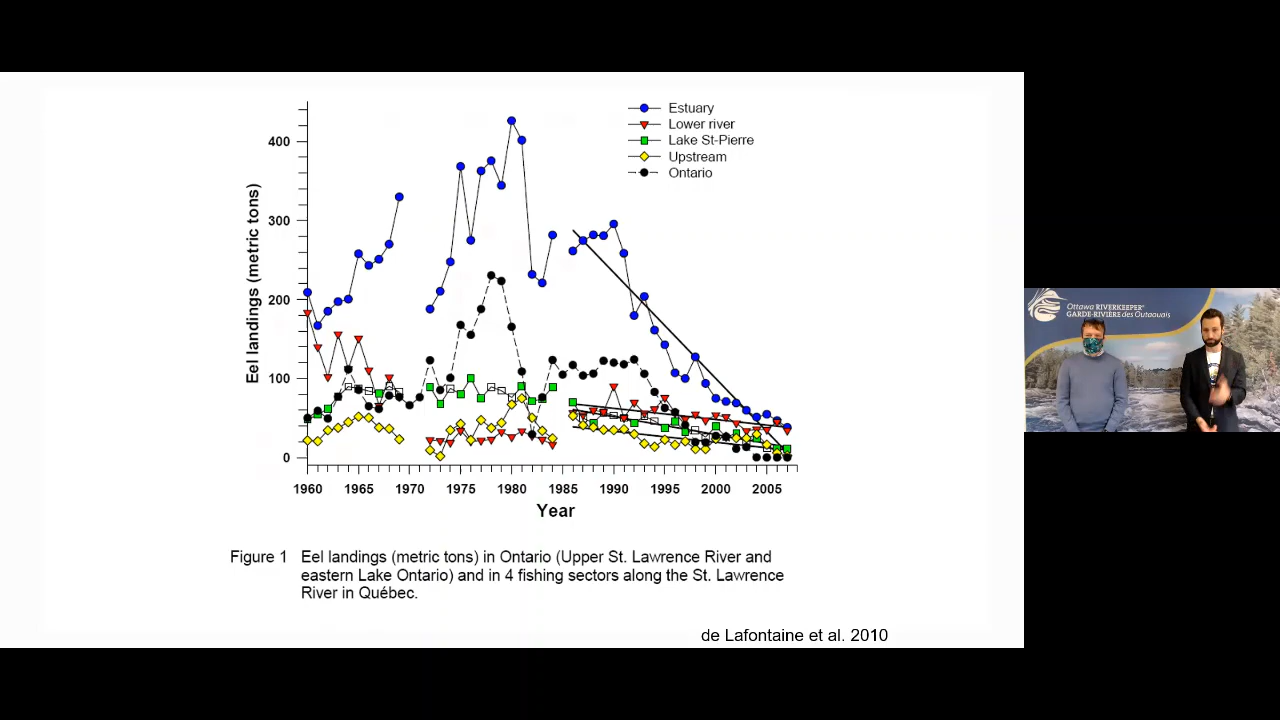 Estuary
Lower river
Lake St-Pierre
Upstream
Ontario
400
300
200
100
0
Eel landings (metric tons)
1960 1965 1970 1975 1980 1985 1990 1995 2000 2005
Year
Figure 1 Eel landings (metric tons) in Ontario (Upper St. Lawrence River and
eastern Lake Ontario) and in 4 fishing sectors along the St. Lawrence
River in Québec.
de Lafontaine et al. 2010
Ottawa RIVERKEEPER®
GARDE-RIVIÈRE des Outaouais